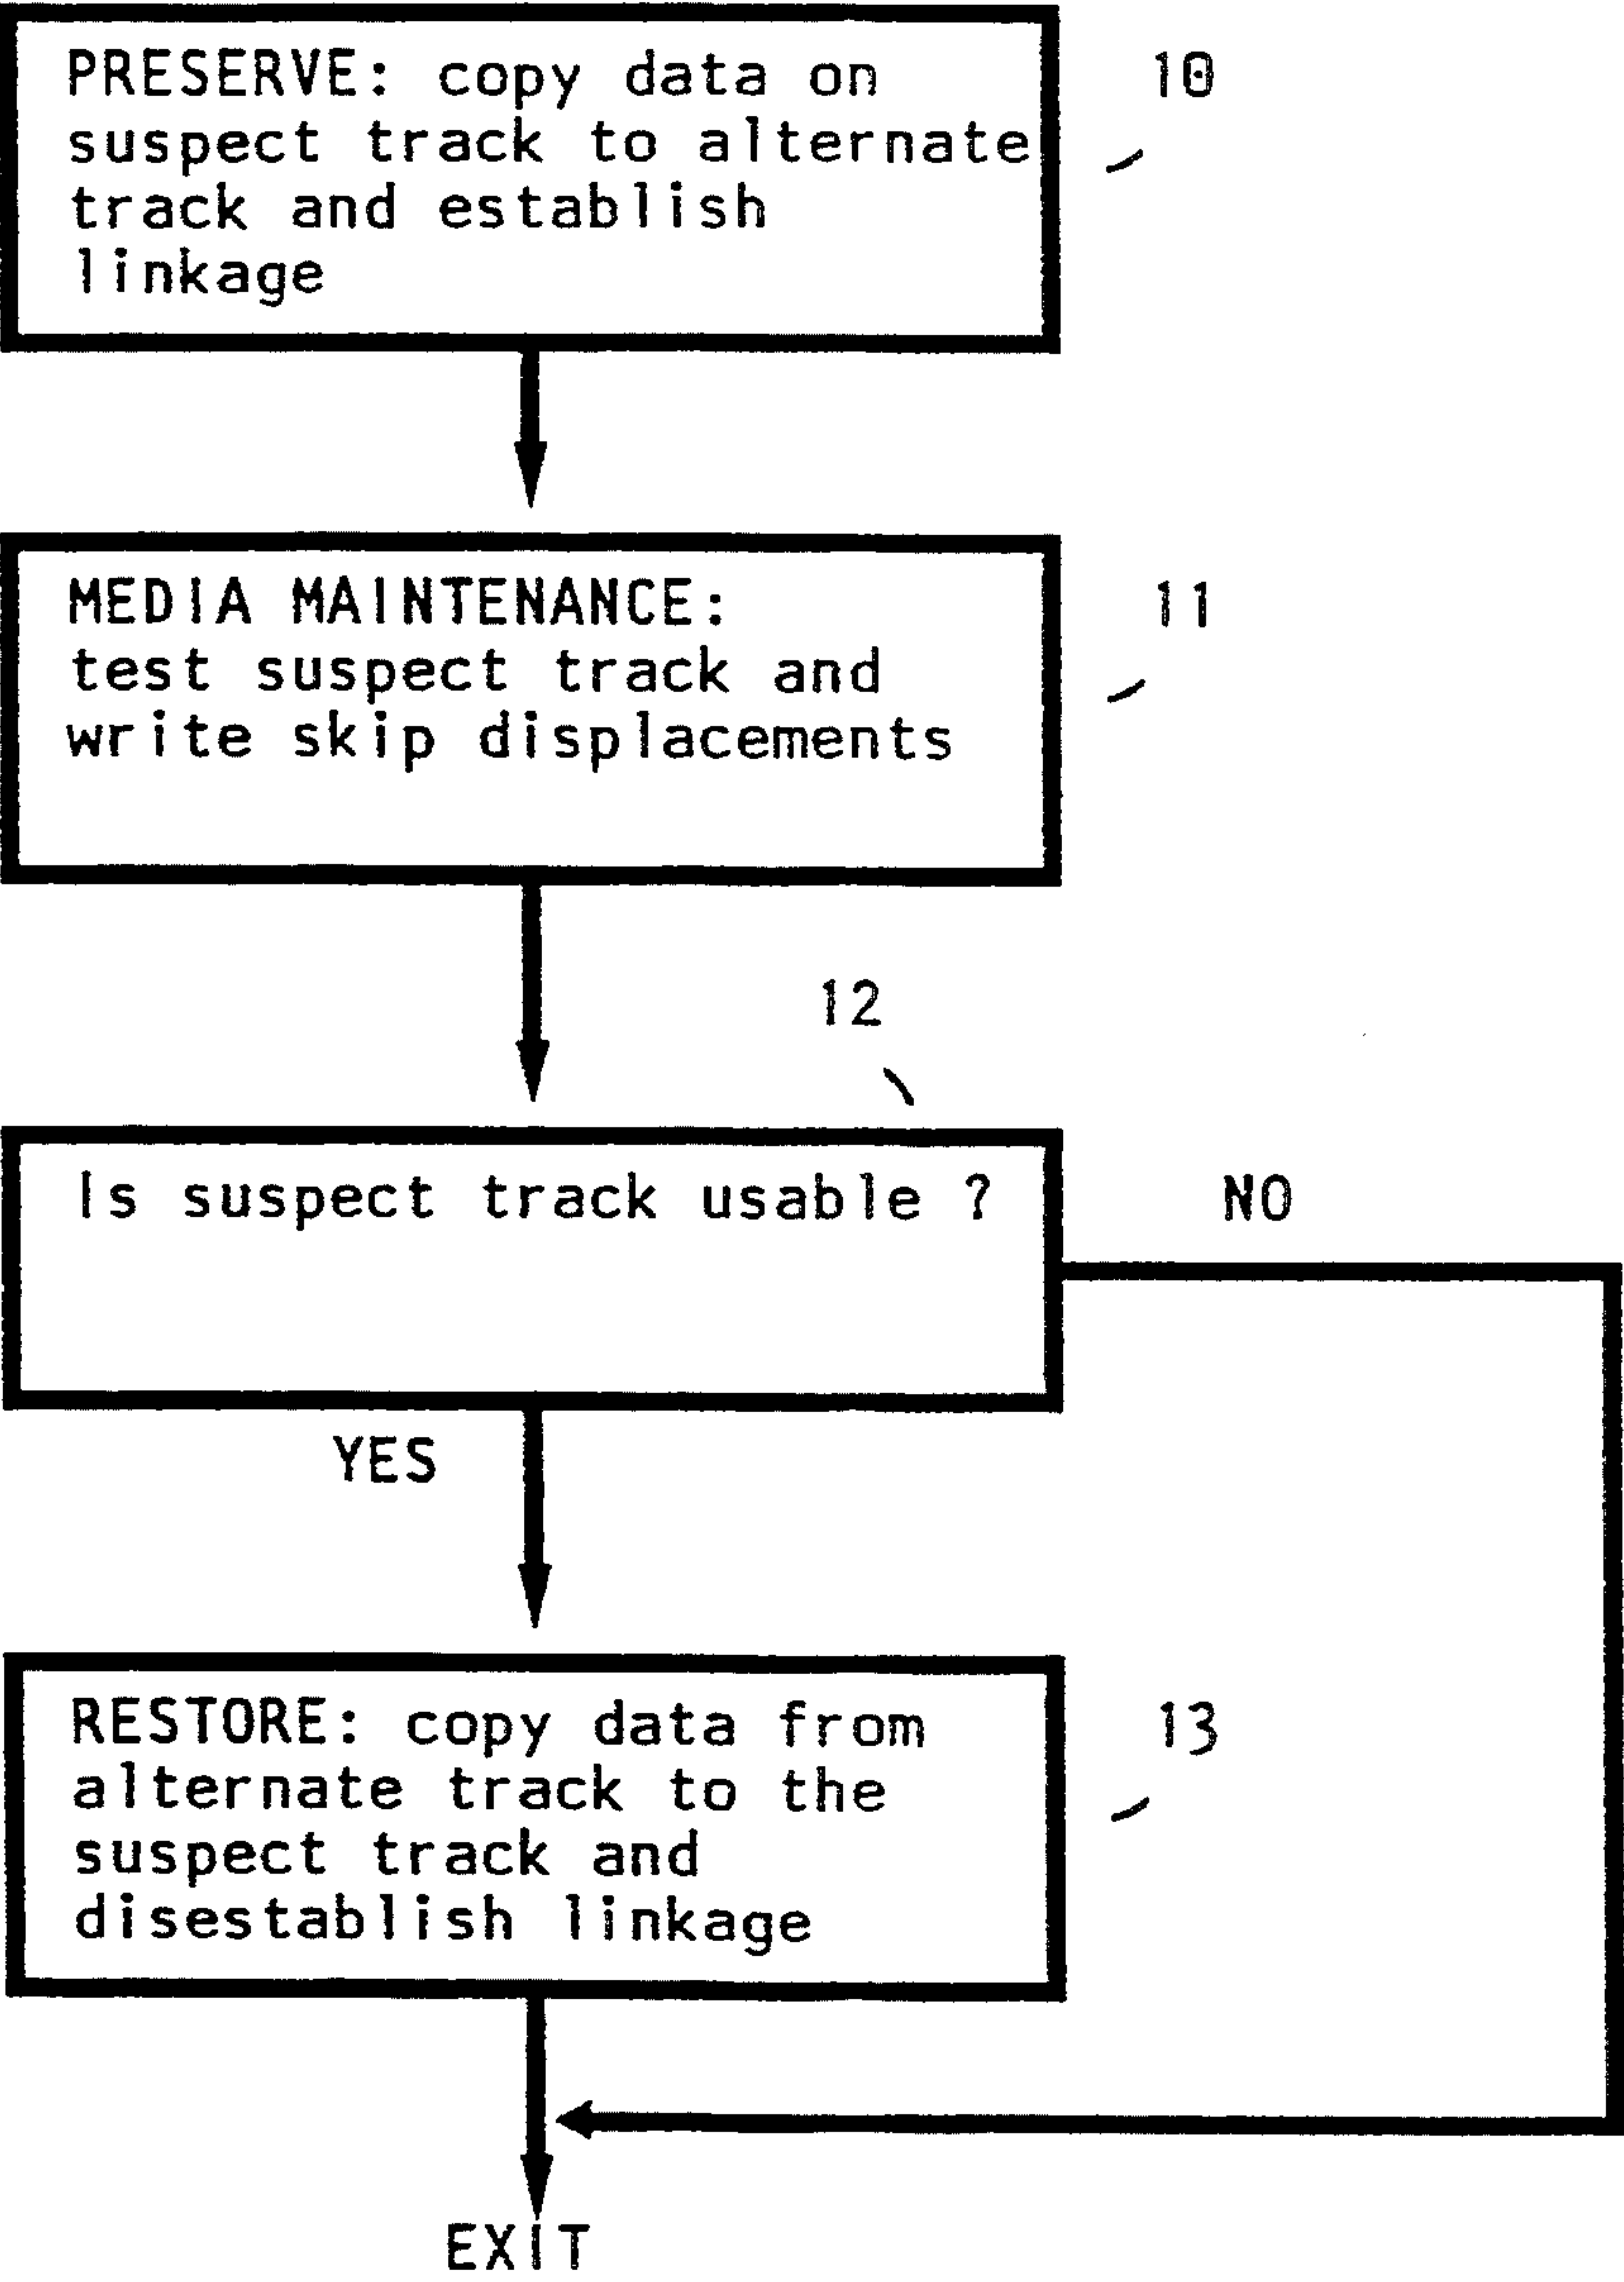 PRESERVE: copy data on
suspect track to alternate
track and establish
linkage
10
MEDIA MAINTENANCE:
test suspect track and
write skip displacements
11
12
Is suspect track usable ?
NO
YES
RESTORE: copy data from
alternate track to the
suspect track and
disestablish linkage
13
EXIT